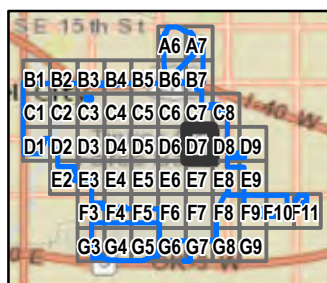 SE 15th St
A6 A7
B1 B2 B3 B4 B5 B6 B7
I-40 W
C1 C2 C3 C4 C5 C6 C7 C8
D1 D2 D3 D4 D5 D6 D7 D8 D9
E2 E3 E4 E5 E6 E7 E8 E9
F3 F4 F5 F6 F7 F8 F9 F10 F11
G3 G4 G5 G6 G7 G8 G9